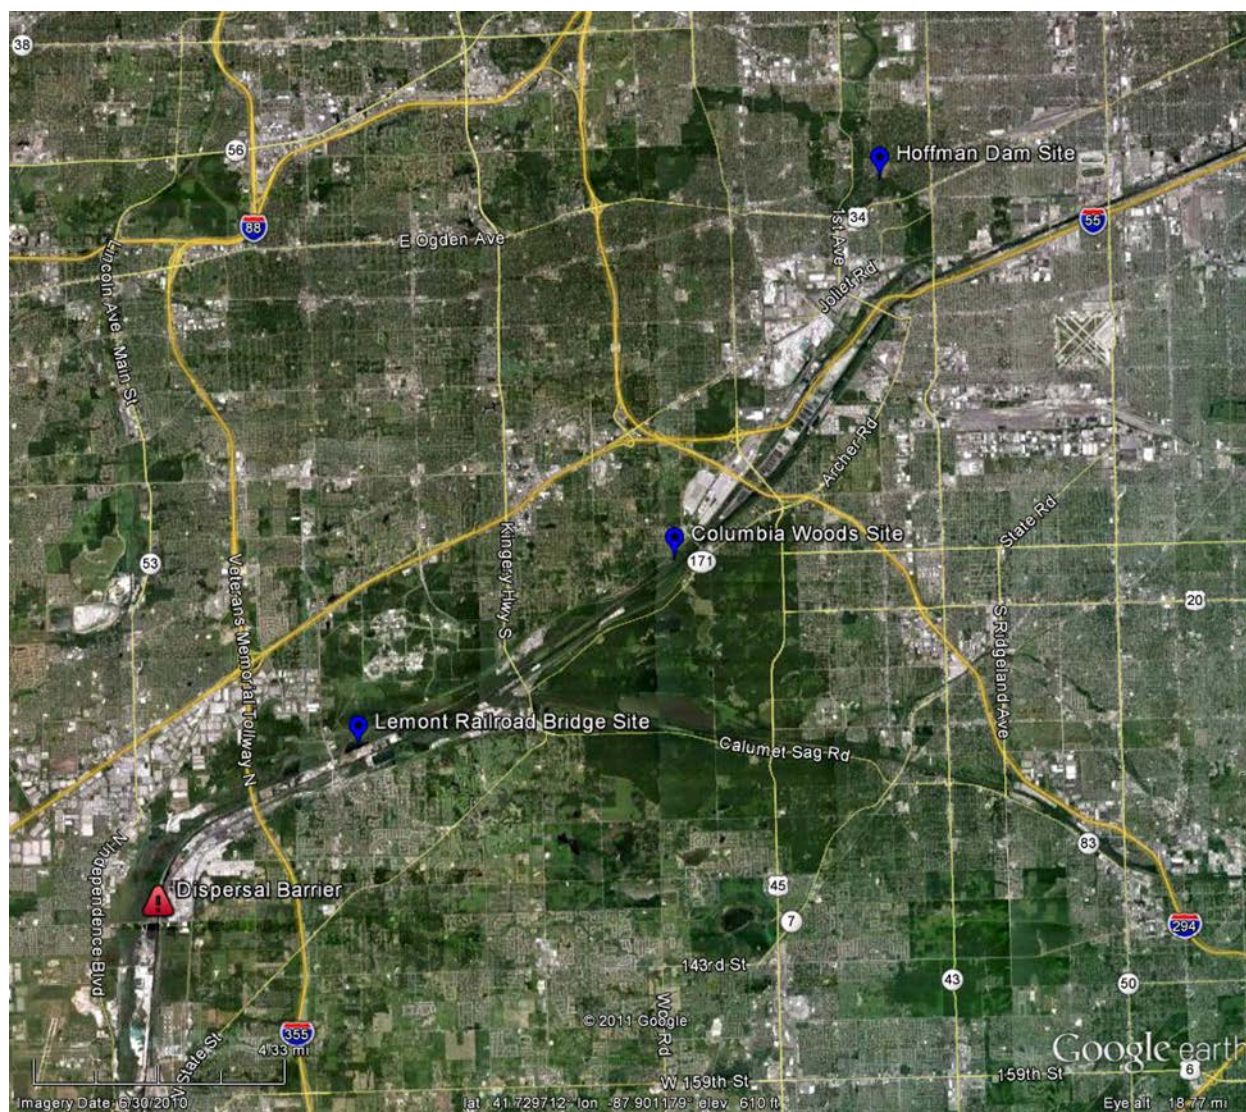 38
56
Hoffman Dam Site
88
34
55
E Ogden Ave
1st Ave
Lincoln Ave
Joliet Rd
Main St
Archer Rd
State Rd
Kingery Hwy S
Columbia Woods Site
171
53
Veterans Memorial Tollway N
20
S Ridgeland Ave
Lemont Railroad Bridge Site
Calumet Sag Rd
83
N Independence Blvd
Dispersal Barrier
45
7
294
143rd St
43
50
© 2011 Google
355
4.33 mi
N State St
Google earth
W 159th St
159th St
6
Imagery Date: 6/30/2010
lat 41.729712° lon -87.901179° elev 610 ft
Eye alt 18.77 mi